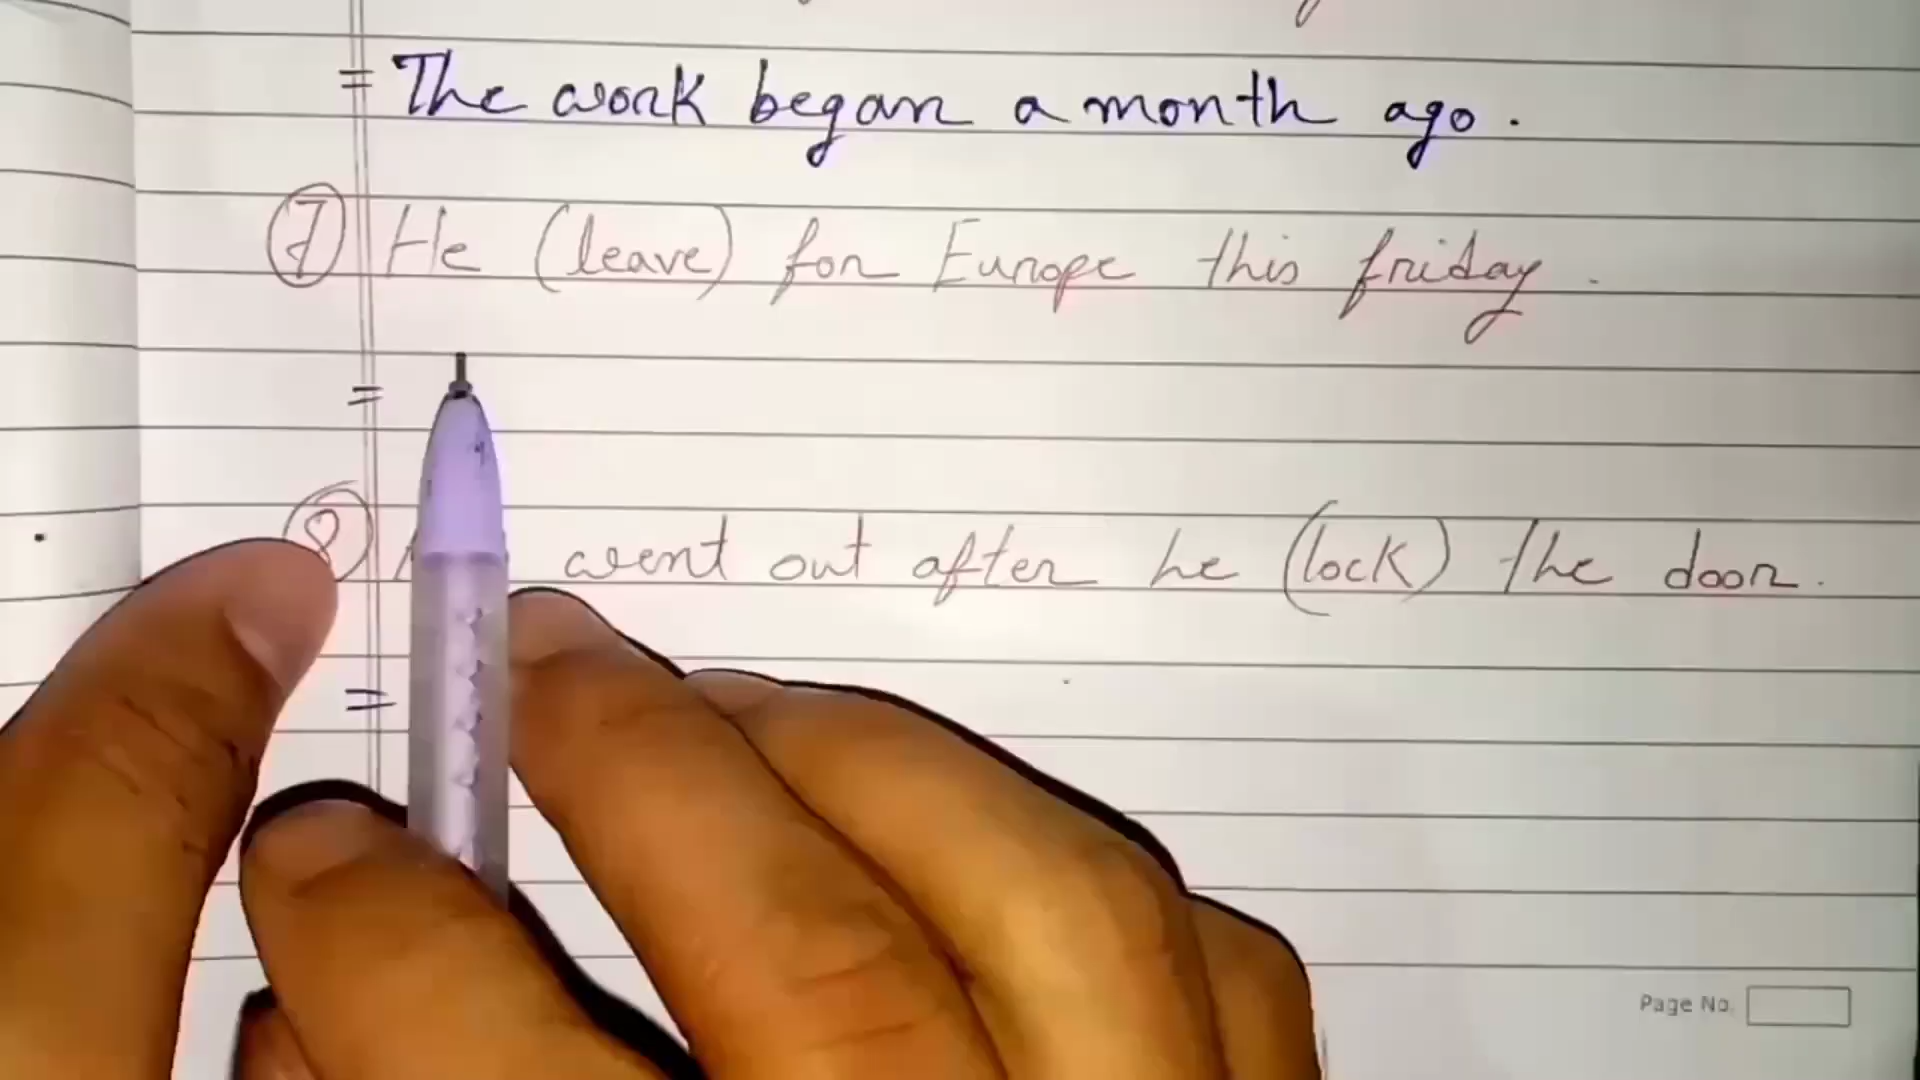 = The work began a month ago.
7 He (leave) for Europe this friday.
=
8 went out after he (lock) the door.
=
Page No.